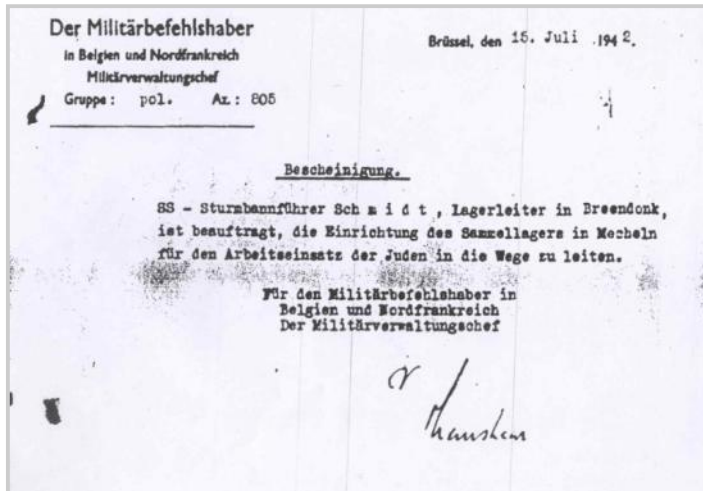 Der Militärbefehlshaber
in Belgien und Nordfrankreich
Militärverwaltungschef
Gruppe: pol. Az.: 805
Brüssel, den 15. Juli 1942.
Bescheinigung.
SS - Sturmbannführer Sch m i d t , Lagerleiter in Breendonk,
ist beauftragt, die Einrichtung des Sammellagers in Mecheln
für den Arbeitseinsatz der Juden in die Wege zu leiten.
Für den Militärbefehlshaber in
Belgien und Nordfrankreich
Der Militärverwaltungschef